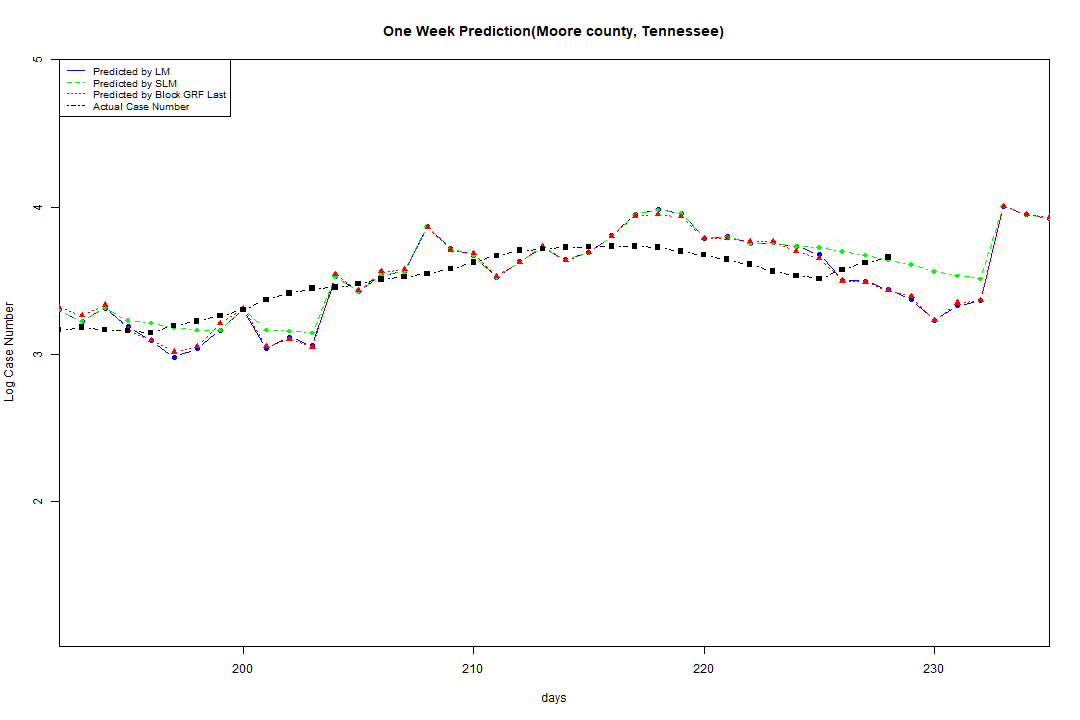 One Week Prediction(Moore county, Tennessee)
Predicted by LM
Predicted by SLM
Predicted by Block GRF Last
Actual Case Number
5
4
3
2
Log Case Number
200 210 220 230
days